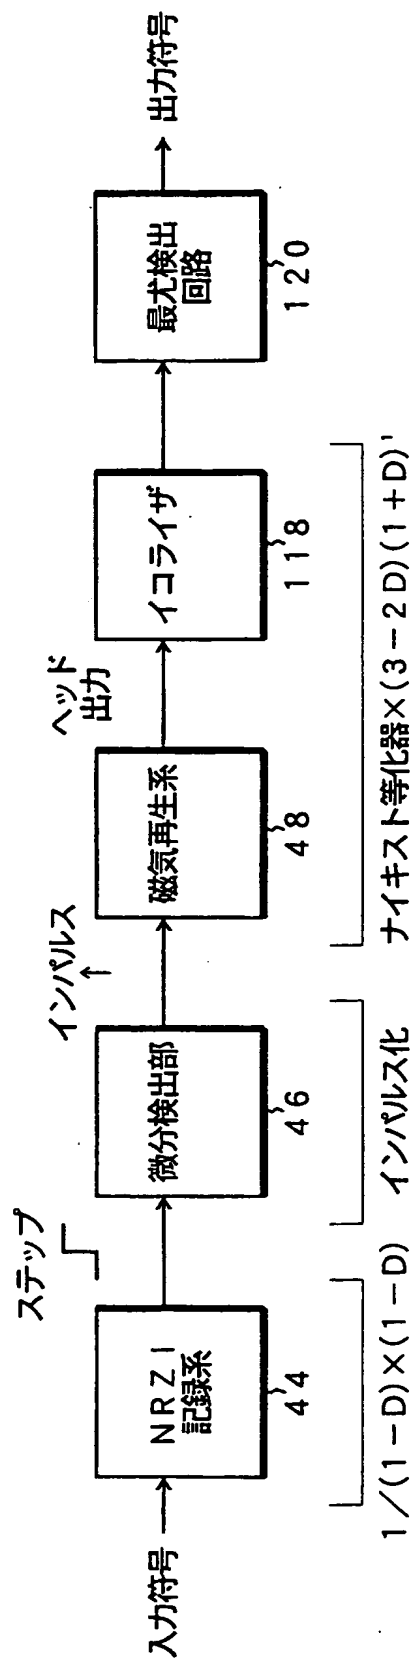 入力符号
ステップ
NRZI
記録系
44
1/(1-D)×(1-D)
微分検出部
46
インパルス化
インパルス
磁気再生系
48
ヘッド
出力
イコライザ
118
ナイキスト等化器×(3-2D)(1+D)'
最尤検出
回路
120
出力符号